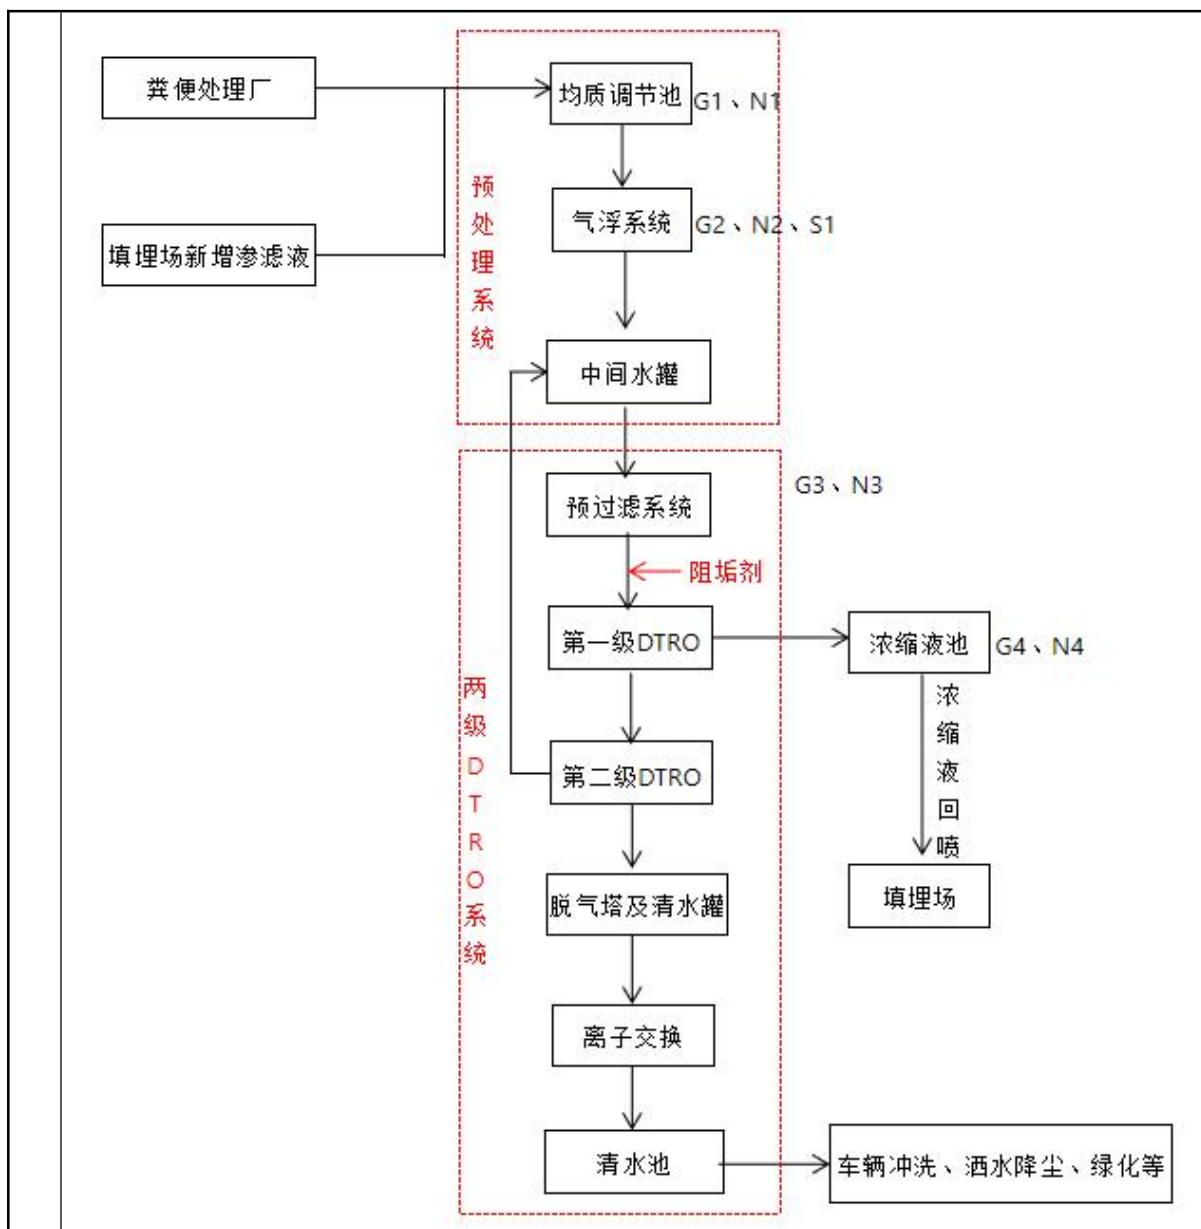 粪便处理厂
均质调节池
G1、N1
预处理系统
气浮系统
G2、N2、S1
填埋场新增渗滤液
中间水罐
预过滤系统
G3、N3
阻垢剂
第一级DTRO
浓缩液池
G4、N4
两级DTRO系统
浓缩液回喷
第二级DTRO
脱气塔及清水罐
填埋场
离子交换
清水池
车辆冲洗、洒水降尘、绿化等